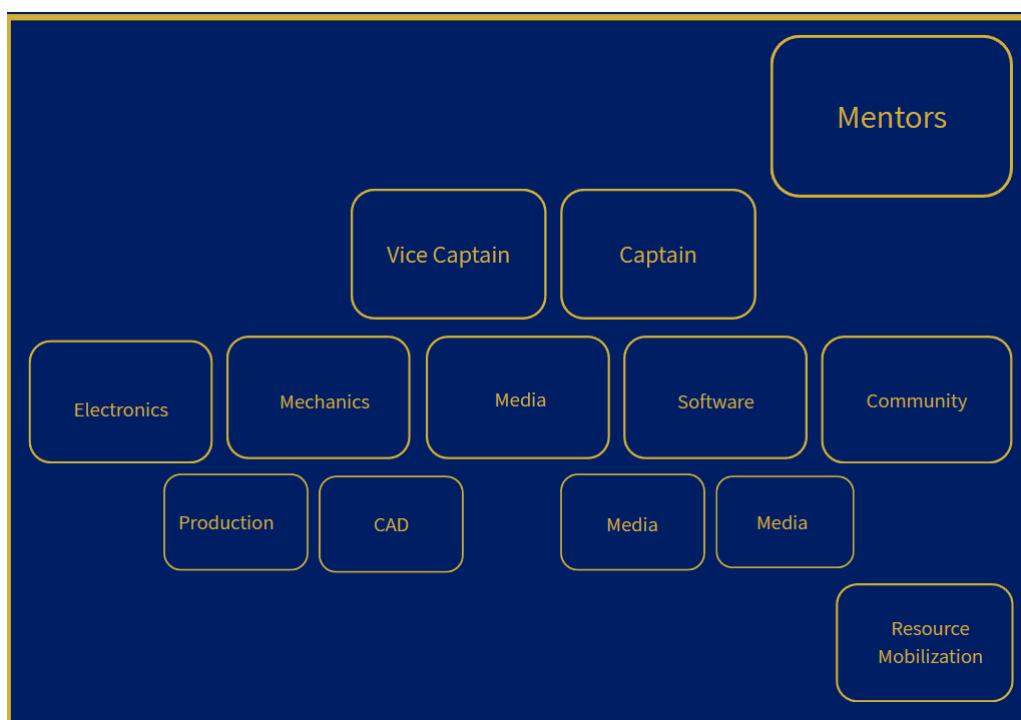 Mentors
Vice Captain
Captain
Electronics
Mechanics
Media
Software
Community
Production
CAD
Media
Media
Resource
Mobilization